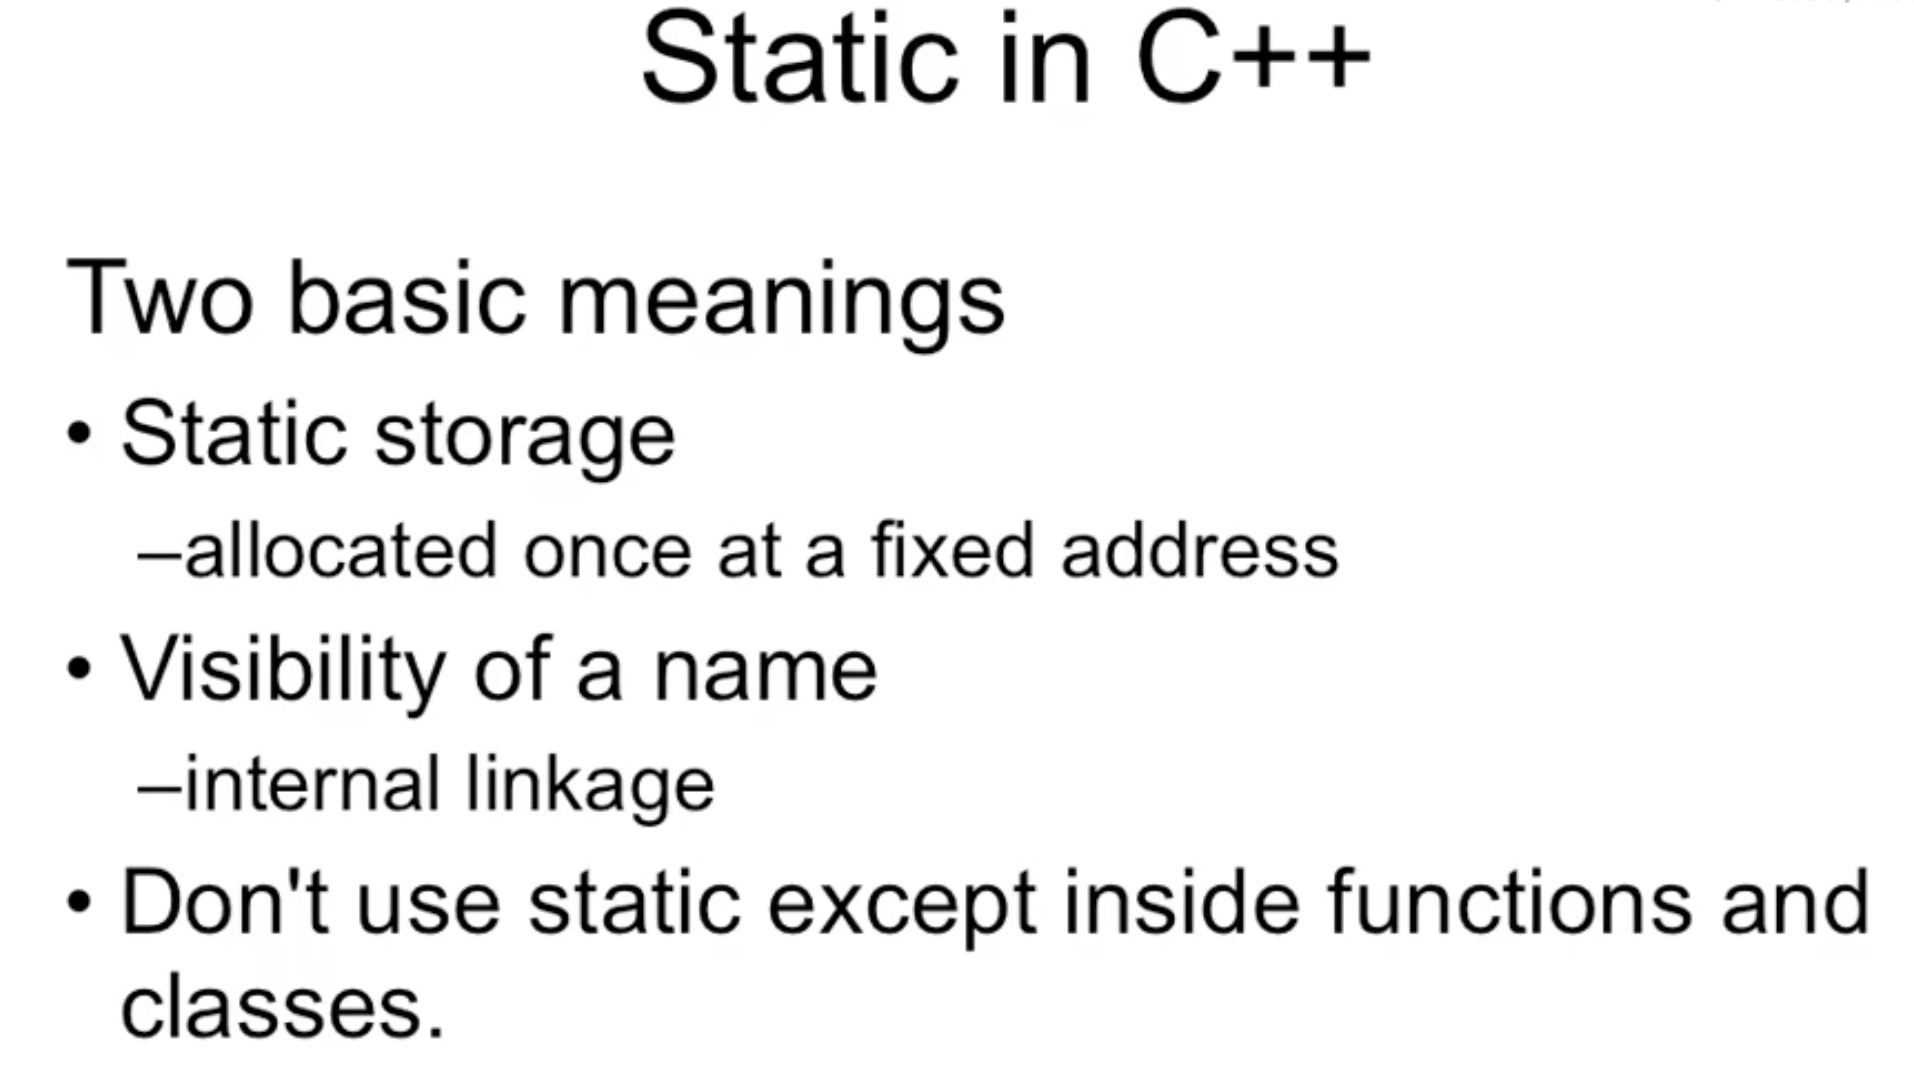 Static in C++
Two basic meanings
• Static storage
–allocated once at a fixed address
• Visibility of a name
–internal linkage
• Don't use static except inside functions and
classes.